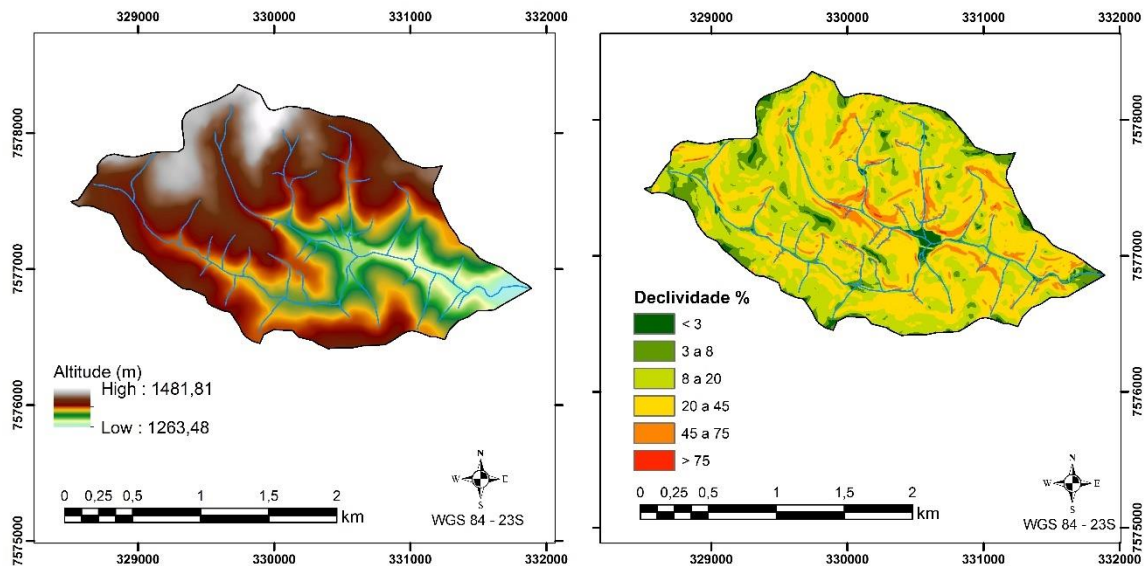 329000 330000 331000 332000
7578000
7577000
7576000
7575000
Altitude (m)
High : 1481,81
Low : 1263,48
N
W E
S
0 0,25 0,5 1 1,5 2
km
WGS 84 - 23S
329000 330000 331000 332000
329000 330000 331000 332000
7578000
7577000
7576000
7575000
Declividade %
< 3
3 a 8
8 a 20
20 a 45
45 a 75
> 75
N
W E
S
0 0,25 0,5 1 1,5 2
km
WGS 84 - 23S
329000 330000 331000 332000